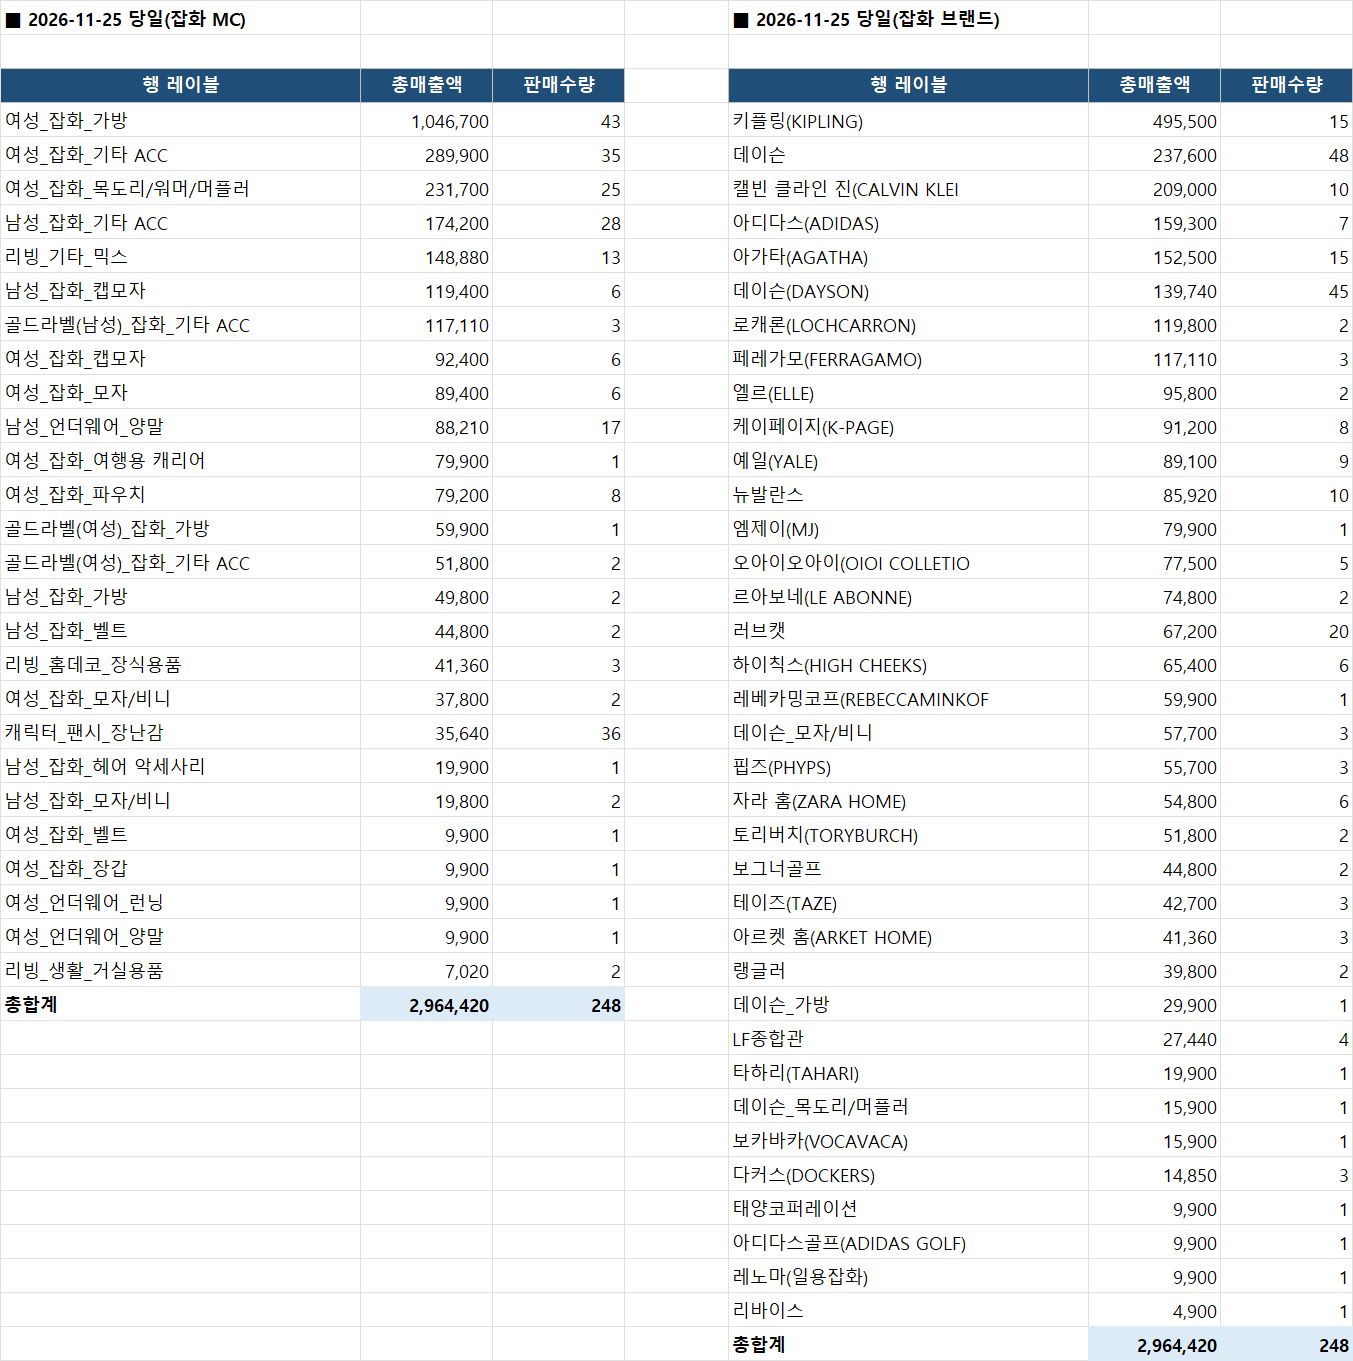 ■ 2026-11-25 당일(잡화 MC)
행 레이블 총매출액 판매수량
여성_잡화_가방 1,046,700 43
여성_잡화_기타 ACC 289,900 35
여성_잡화_목도리/워머/머플러 231,700 25
남성_잡화_기타 ACC 174,200 28
리빙_기타_믹스 148,880 13
남성_잡화_캡모자 119,400 6
골드라벨(남성)_잡화_기타 ACC 117,110 3
여성_잡화_캡모자 92,400 6
여성_잡화_모자 89,400 6
남성_언더웨어_양말 88,210 17
여성_잡화_여행용 캐리어 79,900 1
여성_잡화_파우치 79,200 8
골드라벨(여성)_잡화_가방 59,900 1
골드라벨(여성)_잡화_기타 ACC 51,800 2
남성_잡화_가방 49,800 2
남성_잡화_벨트 44,800 2
리빙_홈데코_장식용품 41,360 3
여성_잡화_모자/비니 37,800 2
캐릭터_팬시_장난감 35,640 36
남성_잡화_헤어 악세사리 19,900 1
남성_잡화_모자/비니 19,800 2
여성_잡화_벨트 9,900 1
여성_잡화_장갑 9,900 1
여성_언더웨어_런닝 9,900 1
여성_언더웨어_양말 9,900 1
리빙_생활_거실용품 7,020 2
총합계 2,964,420 248
■ 2026-11-25 당일(잡화 브랜드)
행 레이블 총매출액 판매수량
키플링(KIPLING) 495,500 15
데이슨 237,600 48
캘빈 클라인 진(CALVIN KLEI 209,000 10
아디다스(ADIDAS) 159,300 7
아가타(AGATHA) 152,500 15
데이슨(DAYSON) 139,740 45
로캐론(LOCHCARRON) 119,800 2
페레가모(FERRAGAMO) 117,110 3
엘르(ELLE) 95,800 2
케이페이지(K-PAGE) 91,200 8
예일(YALE) 89,100 9
뉴발란스 85,920 10
엠제이(MJ) 79,900 1
오아이오아이(OIOI COLLETIO 77,500 5
르아보네(LE ABONNE) 74,800 2
러브캣 67,200 20
하이칙스(HIGH CHEEKS) 65,400 6
레베카밍코프(REBECCAMINKOF 59,900 1
데이슨_모자/비니 57,700 3
핍즈(PHYPS) 55,700 3
자라 홈(ZARA HOME) 54,800 6
토리버치(TORYBURCH) 51,800 2
보그너골프 44,800 2
테이즈(TAZE) 42,700 3
아르켓 홈(ARKET HOME) 41,360 3
랭글러 39,800 2
데이슨_가방 29,900 1
LF종합관 27,440 4
타하리(TAHARI) 19,900 1
데이슨_목도리/머플러 15,900 1
보카바카(VOCAVACA) 15,900 1
다커스(DOCKERS) 14,850 3
태양코퍼레이션 9,900 1
아디다스골프(ADIDAS GOLF) 9,900 1
레노마(일용잡화) 9,900 1
리바이스 4,900 1
총합계 2,964,420 248